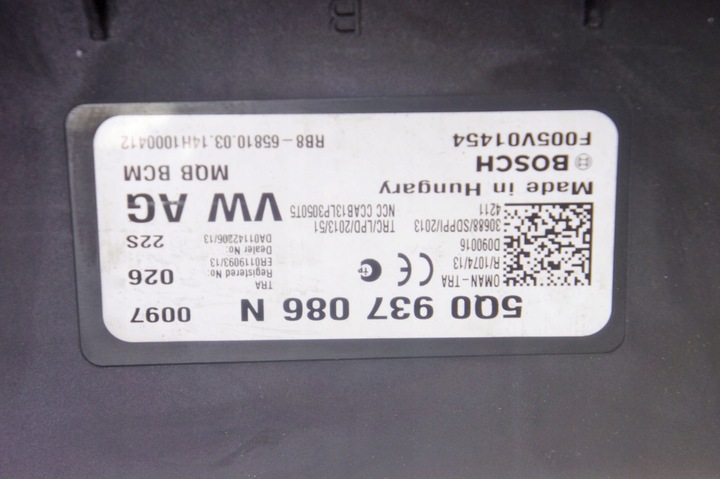 5Q0 937 086 N
0097
OMAN-TRA
R/1074/13
D090016
30688/SDPPI/2013
4211
TRA
Registered No:
ER0119093/13
Dealer No:
DA01142206/13
026
22S
TRC/LPD/2013/51
NCC CCAB13LP3050T5
VW AG
Made in Hungary
BOSCH
MQB BCM
F005V01454
RB8-65810.03.14H1000412